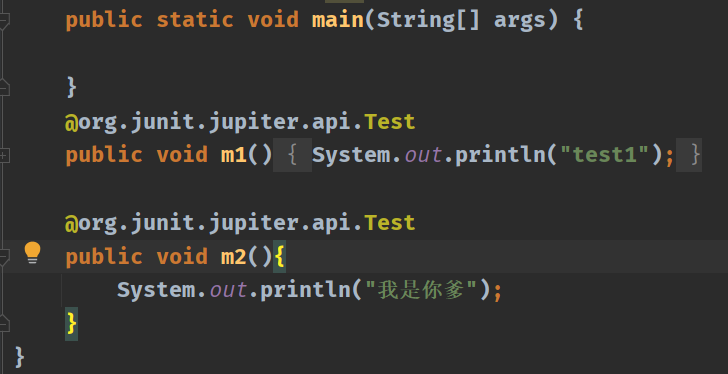 public static void main(String[] args) {
}
@org.junit.jupiter.api.Test
public void m1() { System.out.println("test1"); }
@org.junit.jupiter.api.Test
public void m2(){
System.out.println("我是你爹");
}
}